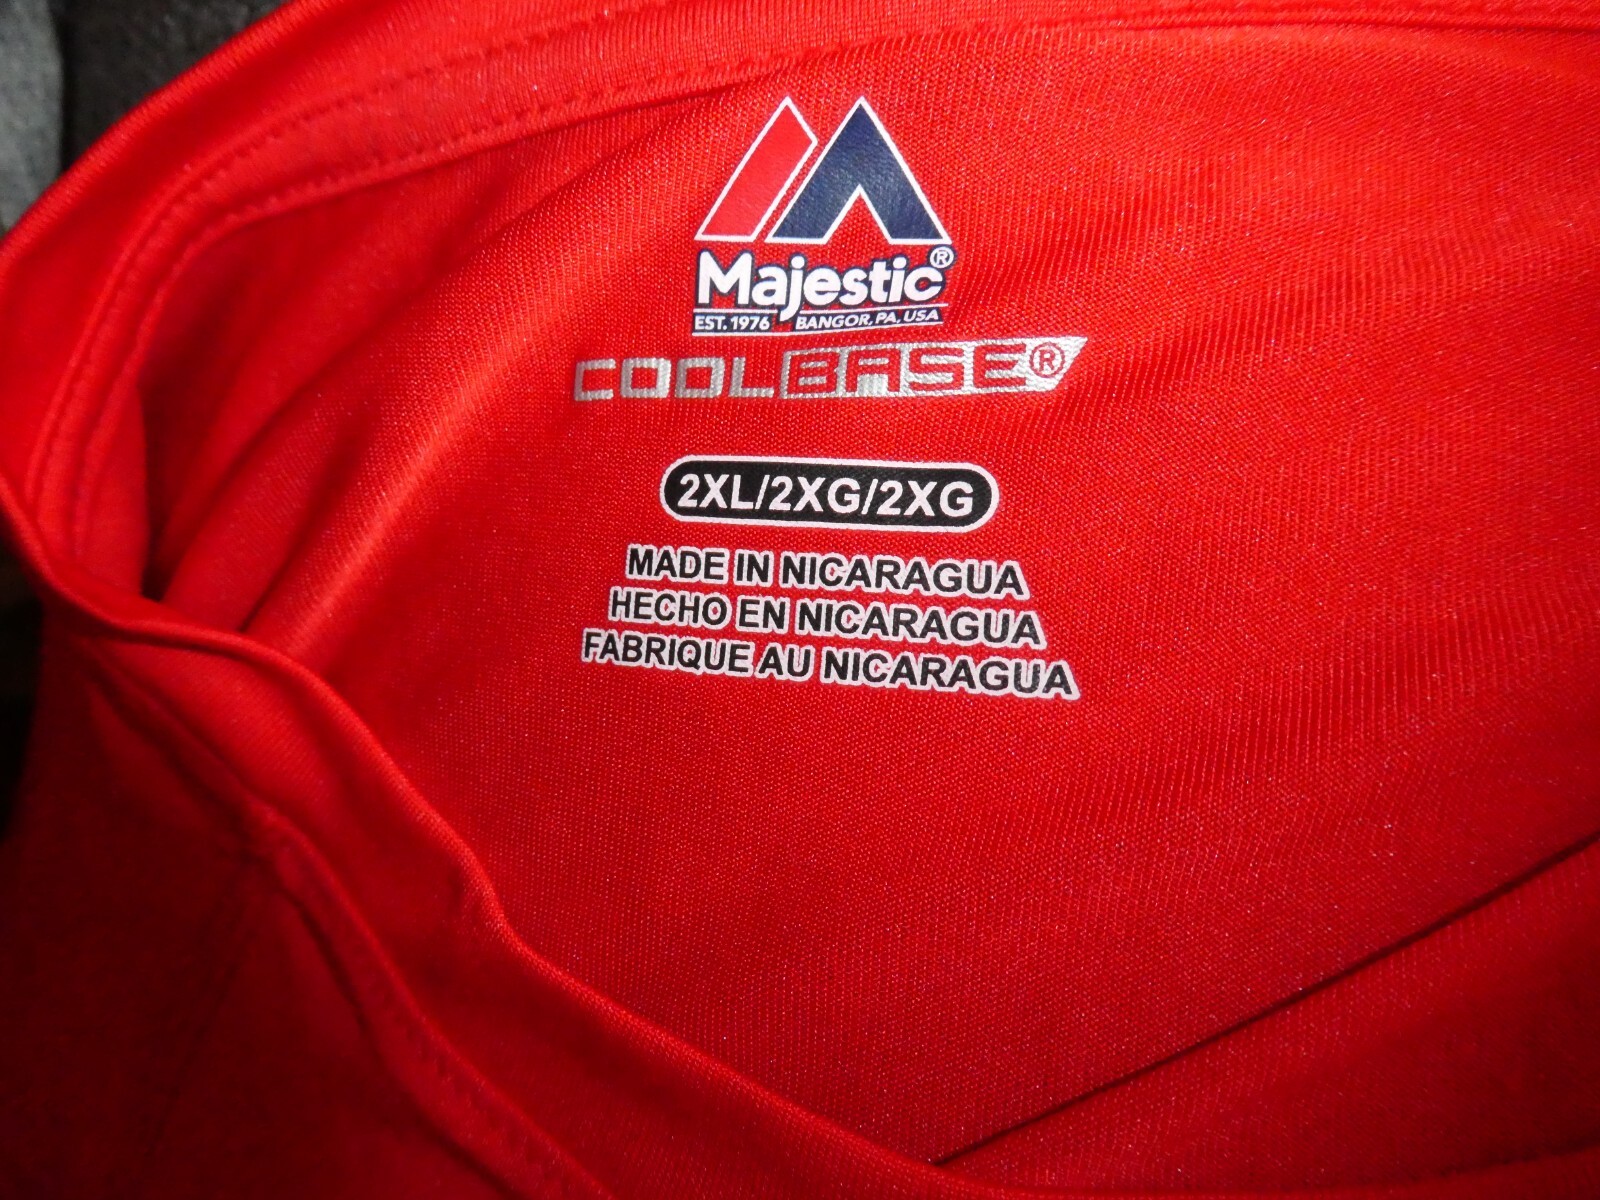 Majestic®
EST. 1976 BANGOR, PA, USA
COOLBASE®
2XL/2XG/2XG
MADE IN NICARAGUA
HECHO EN NICARAGUA
FABRIQUE AU NICARAGUA